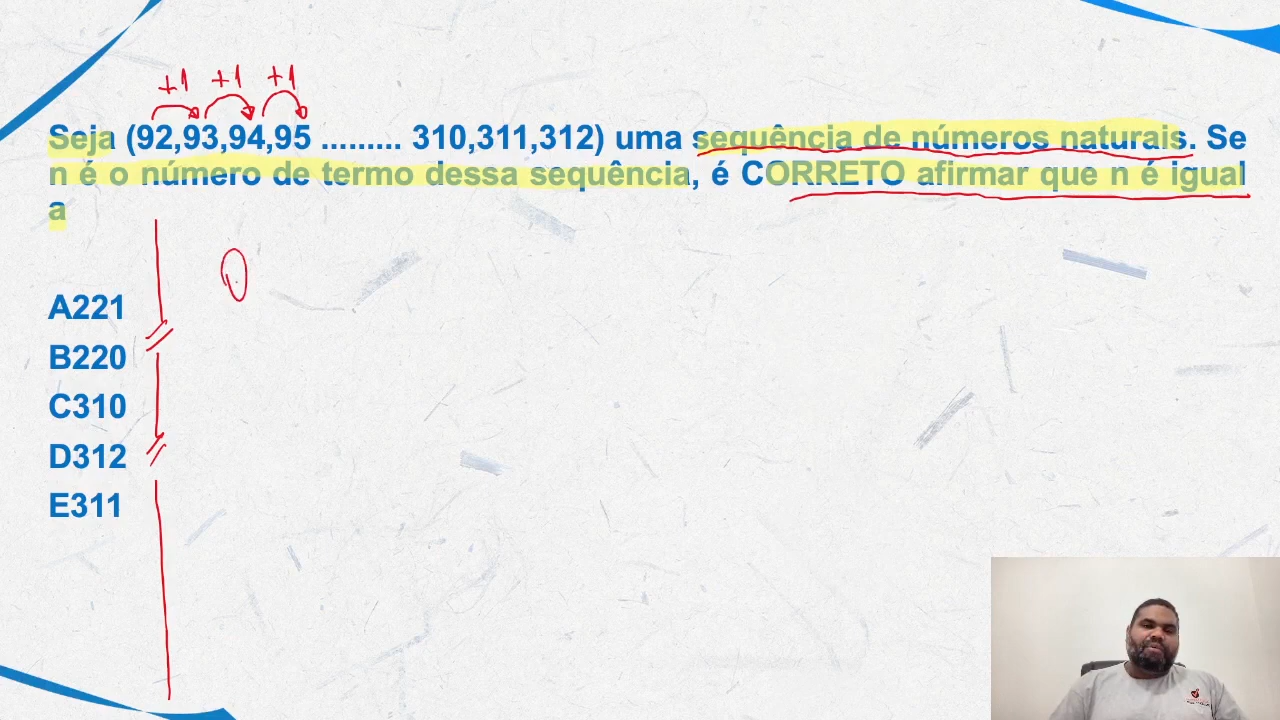 +1 +1 +1
Seja (92,93,94,95 ......... 310,311,312) uma sequência de números naturais. Se
n é o número de termo dessa sequência, é CORRETO afirmar que n é igual
a
A221
B220
C310
D312
E311